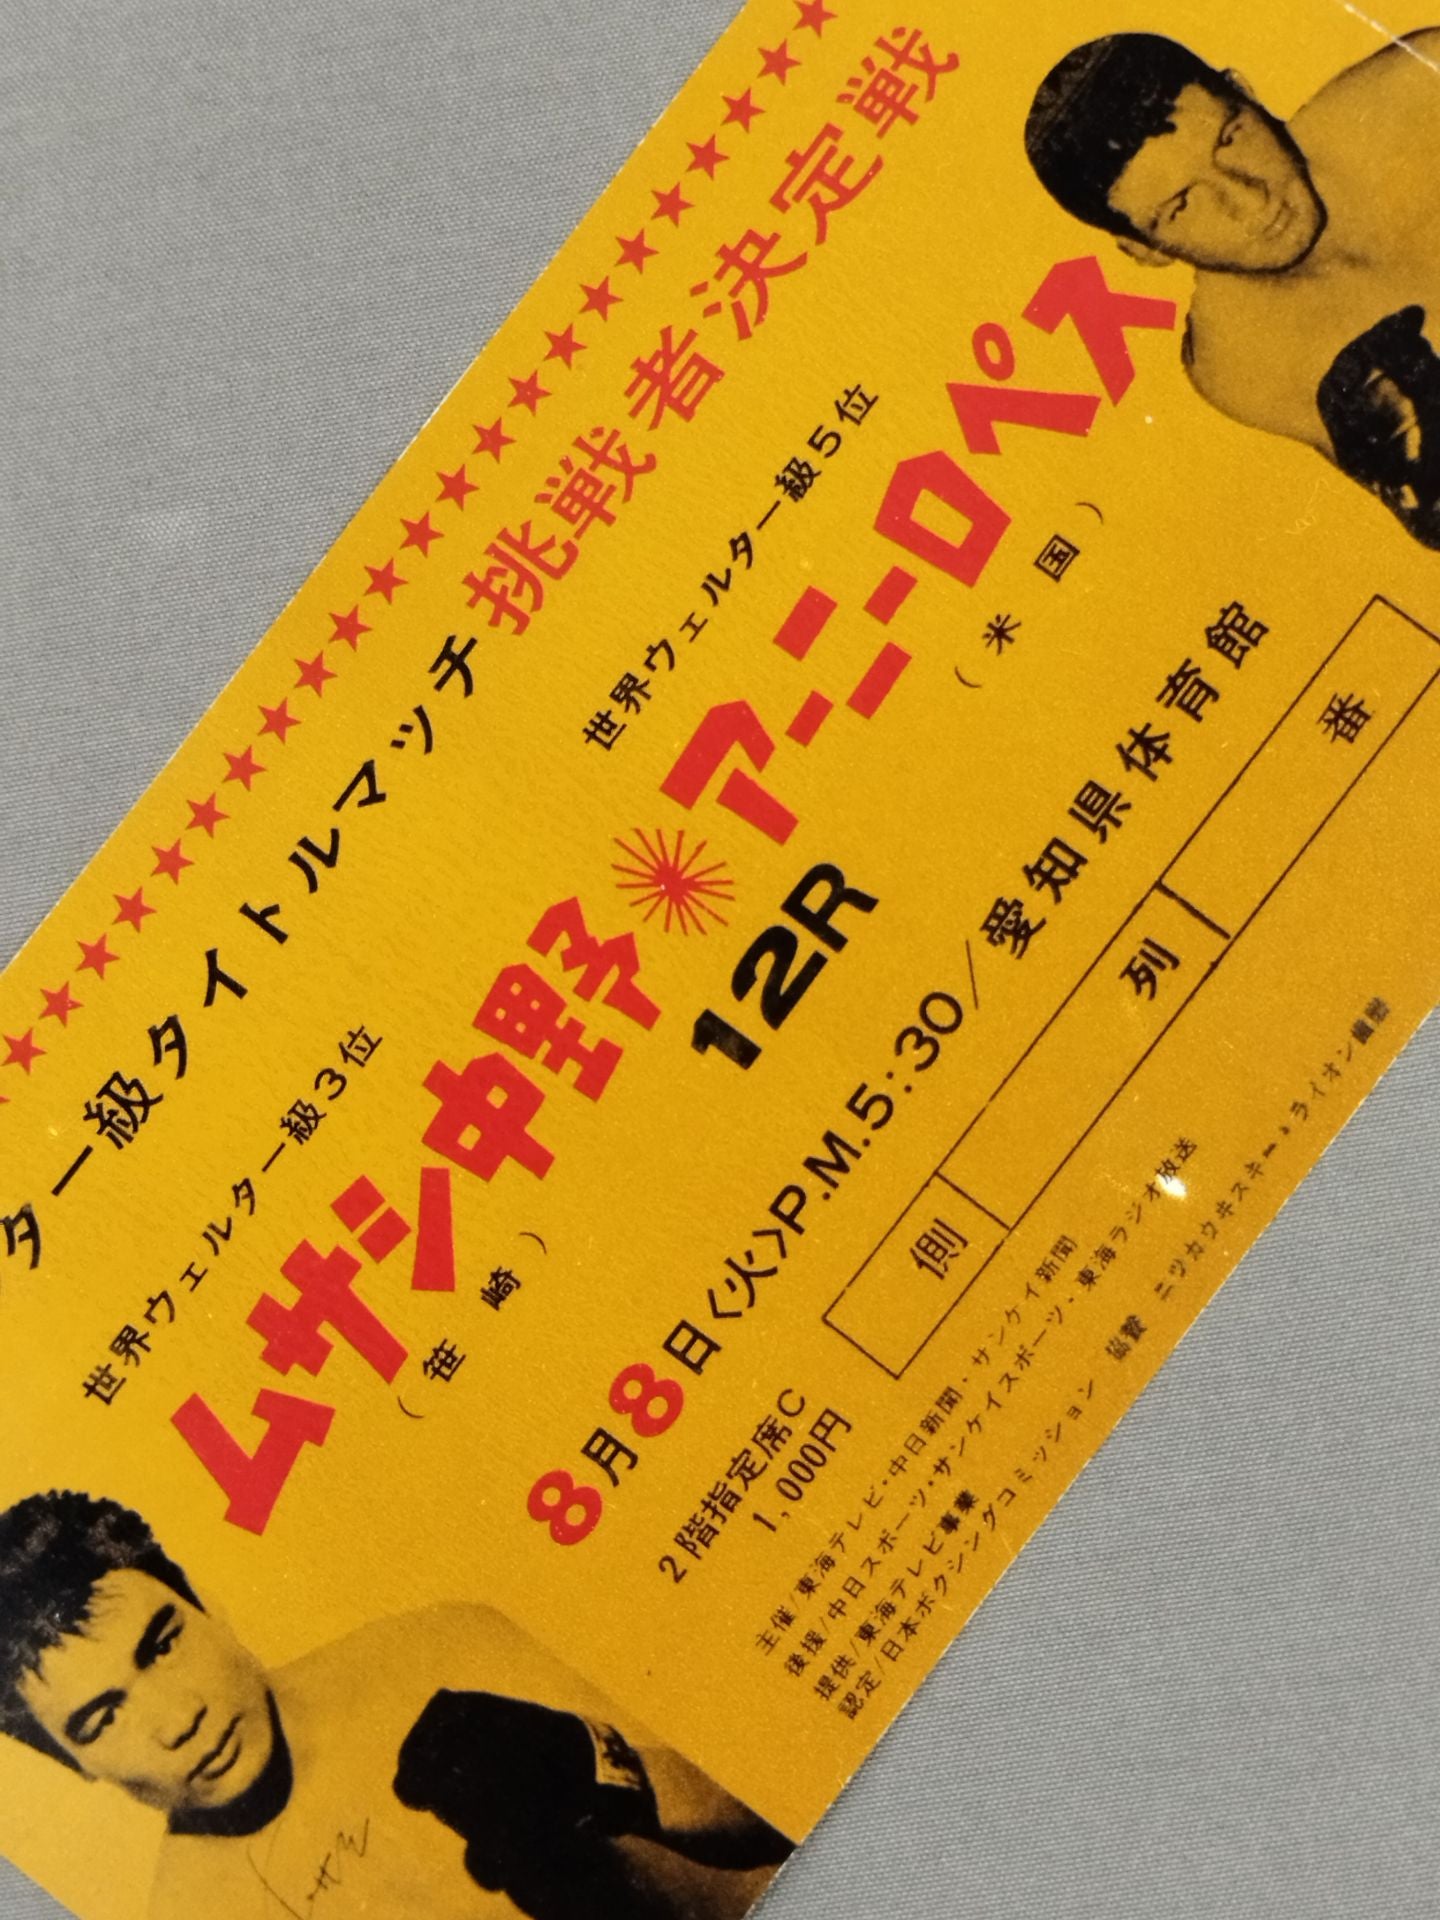 ター級タイトルマッチ挑戦者決定戦
世界ウェルター級5位
アーニーロペス
(米国)
世界ウェルター級3位
ムサシ中野
(笹崎)
12R
8月8日〈火〉P.M.5:30/愛知県体育館
側 列 番
2階指定席C
1,000円
主催/東海テレビ・中日新聞・サンケイ新聞
後援/中日スポーツ・サンケイスポーツ・東海ラジオ放送
提供/東海テレビ事業
認定/日本ボクシングコミッション 協賛 ニッカウヰスキー・ライオン歯磨